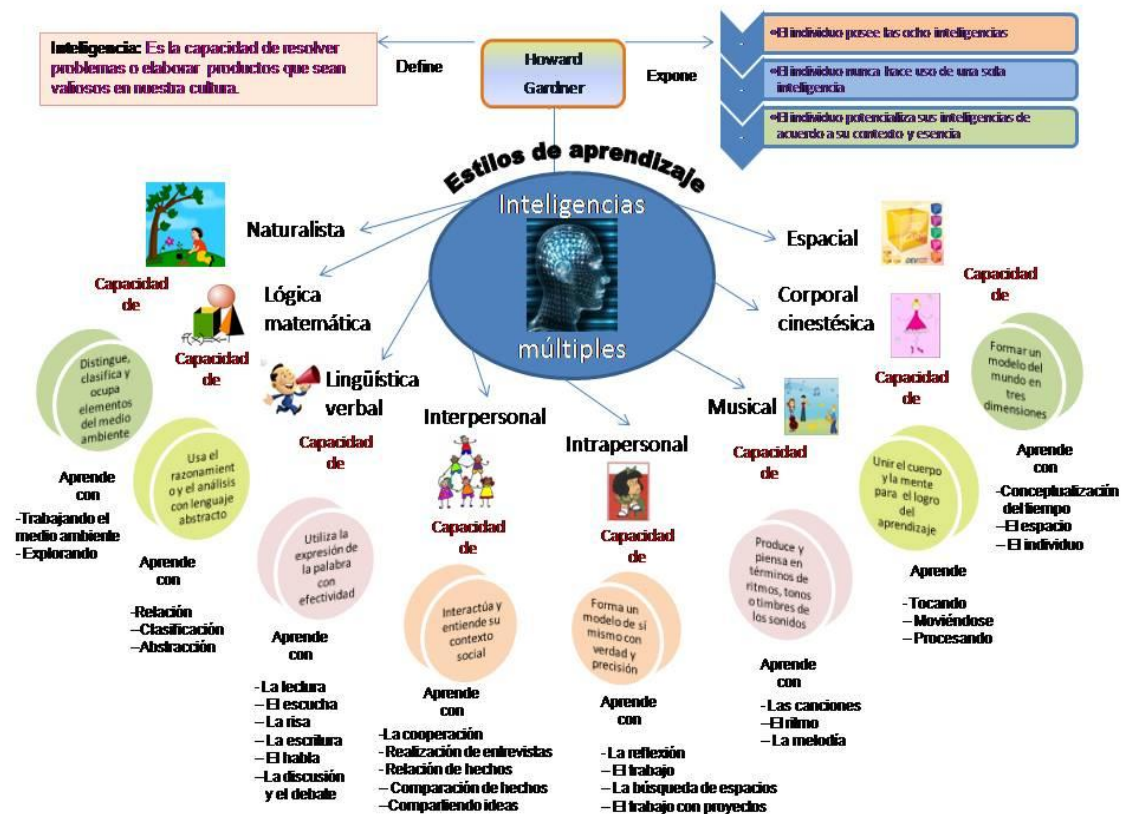 Inteligencia: Es la capacidad de resolver
problemas o elaborar productos que sean
valiosos en nuestra cultura.
Define
Howard
Gardner
Expone
•El individuo posee las ocho inteligencias
•El individuo nunca hace uso de una sola
inteligencia
•El individuo potencializa sus inteligencias de
acuerdo a su contexto y esencia
Estilos de aprendizaje
Inteligencias
múltiples
Naturalista
Capacidad
de
Distingue,
clasifica y
ocupa
elementos
del medio
ambiente
Aprende
con
-Trabajando el
medio ambiente
-Explorando
Lógica
matemática
Capacidad
de
Usa el
razonamient
o y el análisis
con lenguaje
abstracto
Aprende
con
-Relación
–Clasificación
–Abstracción
Lingüística
verbal
Capacidad
de
Utiliza la
expresión de
la palabra
con
efectividad
Aprende
con
-La lectura
– El escucha
– La risa
– La escritura
– El habla
–La discusión
y el debate
Interpersonal
Capacidad
de
Interactúa y
entiende su
contexto
social
Aprende
con
-La cooperación
-Realización de entrevistas
-Relación de hechos
– Comparación de hechos
–Compartiendo ideas
Intrapersonal
Capacidad
de
Forma un
modelo de sí
mismo con
verdad y
precisión
Aprende
con
-La reflexión
– El trabajo
– La búsqueda de espacios
– El trabajo con proyectos
Musical
Capacidad
de
Produce y
piensa en
términos de
ritmos, tonos
o timbres de
los sonidos
Aprende
con
-Las canciones
–El ritmo
– La melodía
Corporal
cinestésica
Capacidad
de
Unir el cuerpo
y la mente
para el logro
del
aprendizaje
Aprende
-Tocando
– Moviéndose
– Procesando
Espacial
Capacidad
de
Formar un
modelo del
mundo en
tres
dimensiones
Aprende
con
-Conceptualización
del tiempo
– El espacio
– El individuo